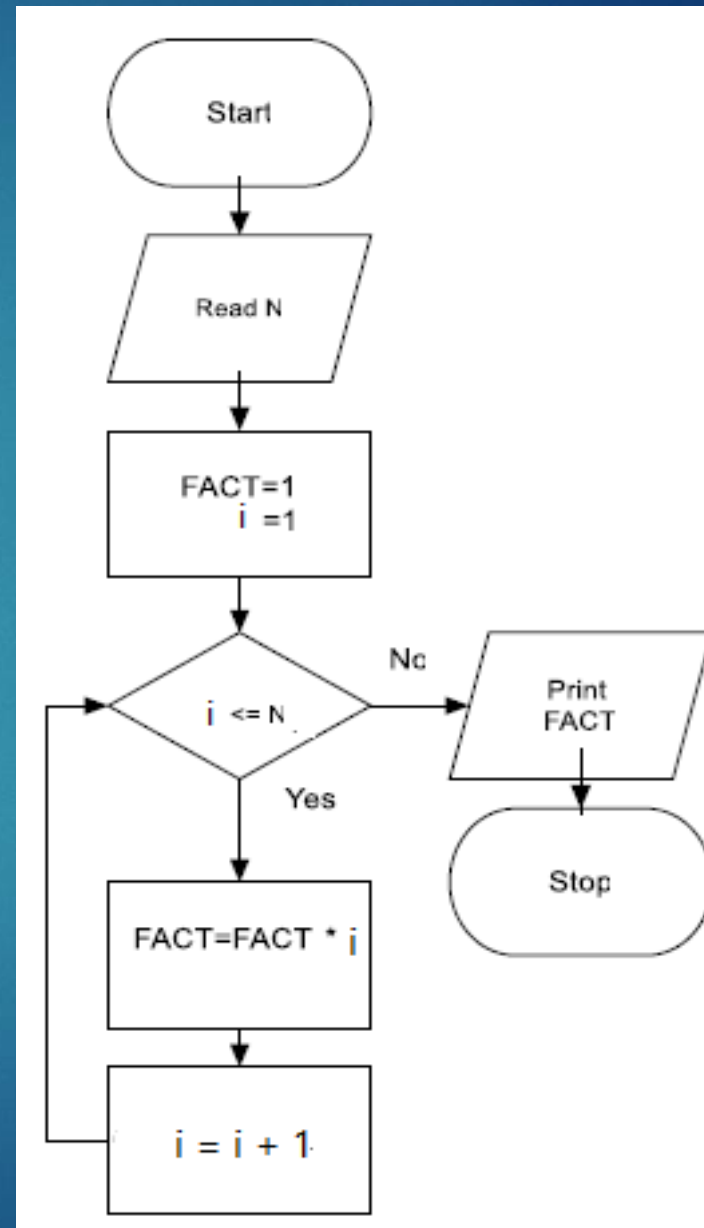 Start
Read N
FACT=1
i =1
i <= N
No
Print
FACT
Yes
Stop
FACT=FACT * i
i = i + 1